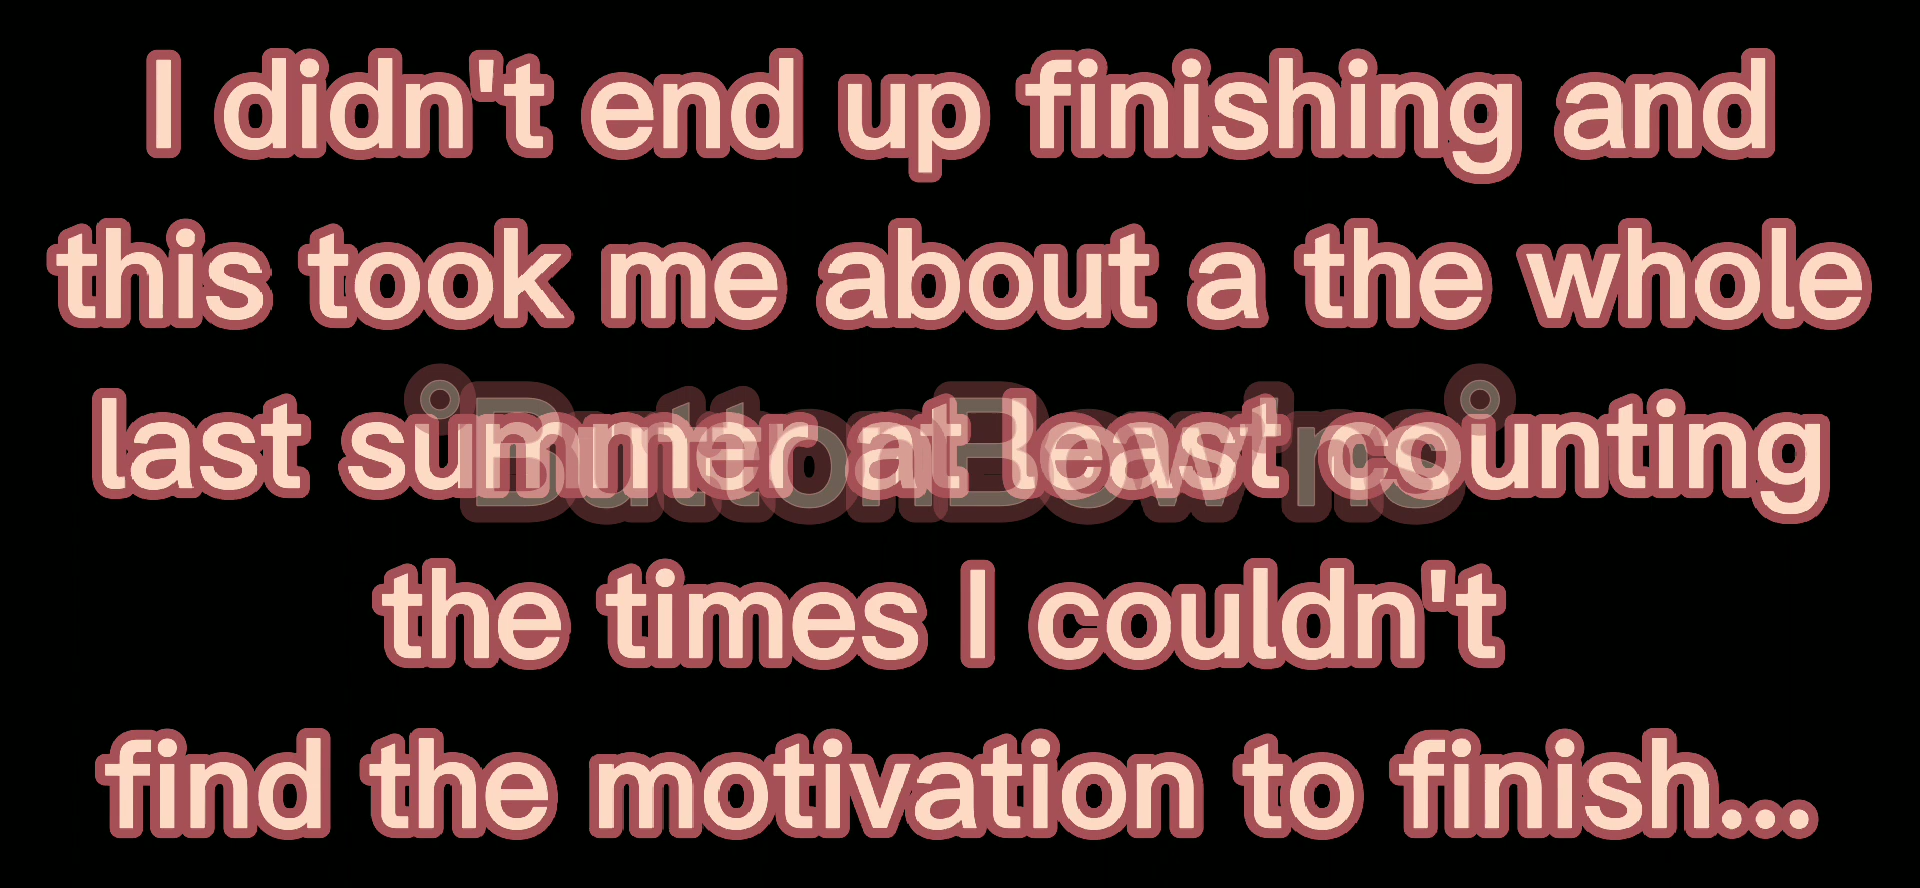 I didn't end up finishing and
this took me about a the whole
last summer at least counting
the times I couldn't
find the motivation to finish...